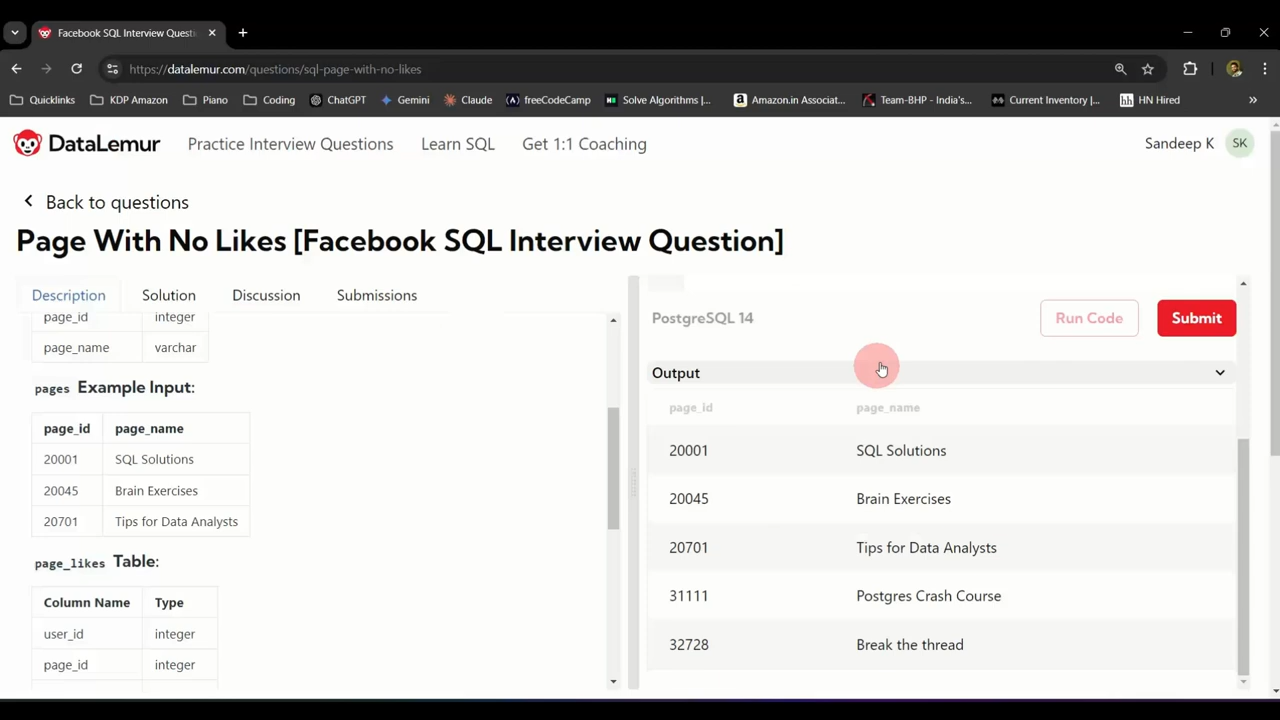 Facebook SQL Interview Questi
https://datalemur.com/questions/sql-page-with-no-likes
Quicklinks KDP Amazon Piano Coding ChatGPT Gemini Claude freeCodeCamp Solve Algorithms |... Amazon.in Associat... Team-BHP - India's... Current Inventory |... HN Hired
DataLemur Practice Interview Questions Learn SQL Get 1:1 Coaching Sandeep K SK
Back to questions
Page With No Likes [Facebook SQL Interview Question]
Description Solution Discussion Submissions
page_id integer
page_name varchar
pages Example Input:
page_id page_name
20001 SQL Solutions
20045 Brain Exercises
20701 Tips for Data Analysts
page_likes Table:
Column Name Type
user_id integer
page_id integer
PostgreSQL 14 Run Code Submit
Output
page_id page_name
20001 SQL Solutions
20045 Brain Exercises
20701 Tips for Data Analysts
31111 Postgres Crash Course
32728 Break the thread